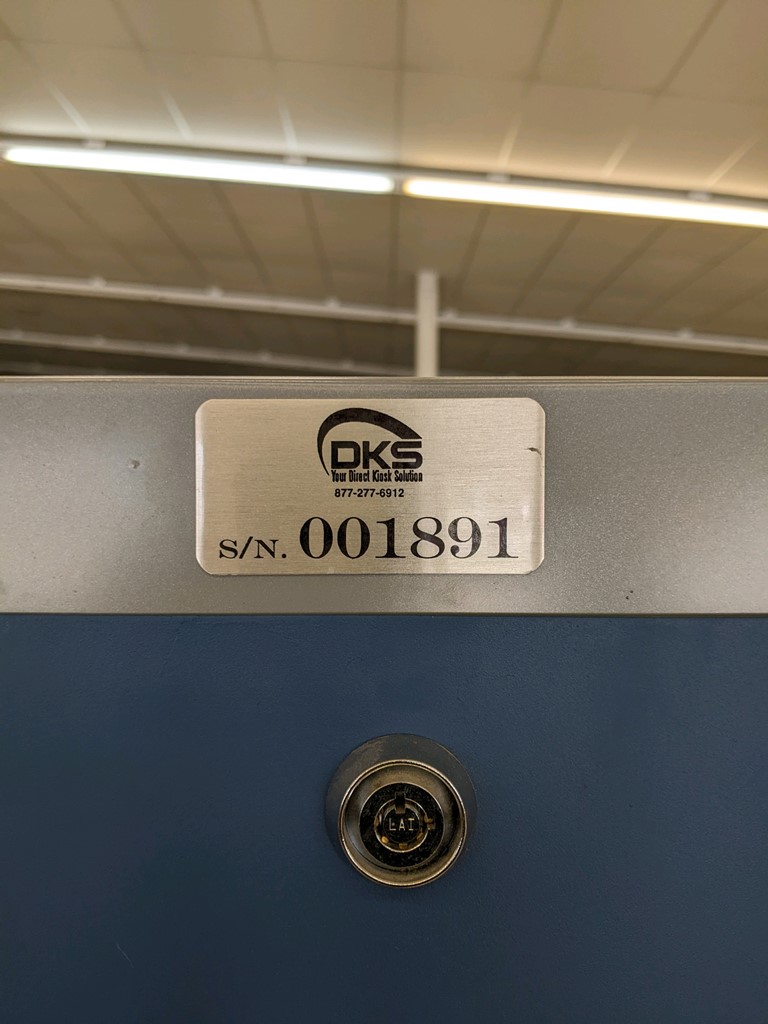 DKS
Your Direct Kiosk Solution
877-277-6912
S/N. 001891
LAI